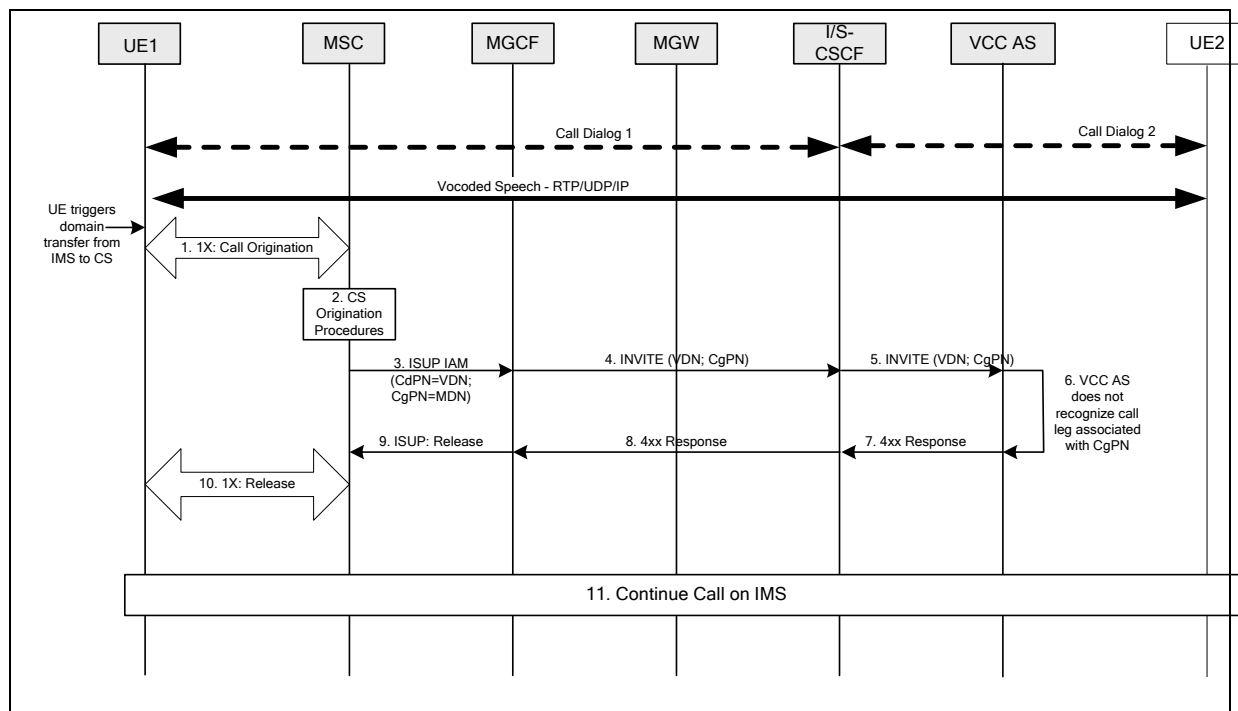 UE1
MSC
MGCF
MGW
I/S-
CSCF
VCC AS
UE2
Call Dialog 1
Call Dialog 2
Vocoded Speech - RTP/UDP/IP
UE triggers
domain
transfer from
IMS to CS
1. 1X: Call Origination
2. CS
Origination
Procedures
3. ISUP IAM
(CdPN=VDN;
CgPN=MDN)
4. INVITE (VDN; CgPN)
5. INVITE (VDN; CgPN)
6. VCC AS
does not
recognize call
leg associated
with CgPN
7. 4xx Response
8. 4xx Response
9. ISUP: Release
10. 1X: Release
11. Continue Call on IMS